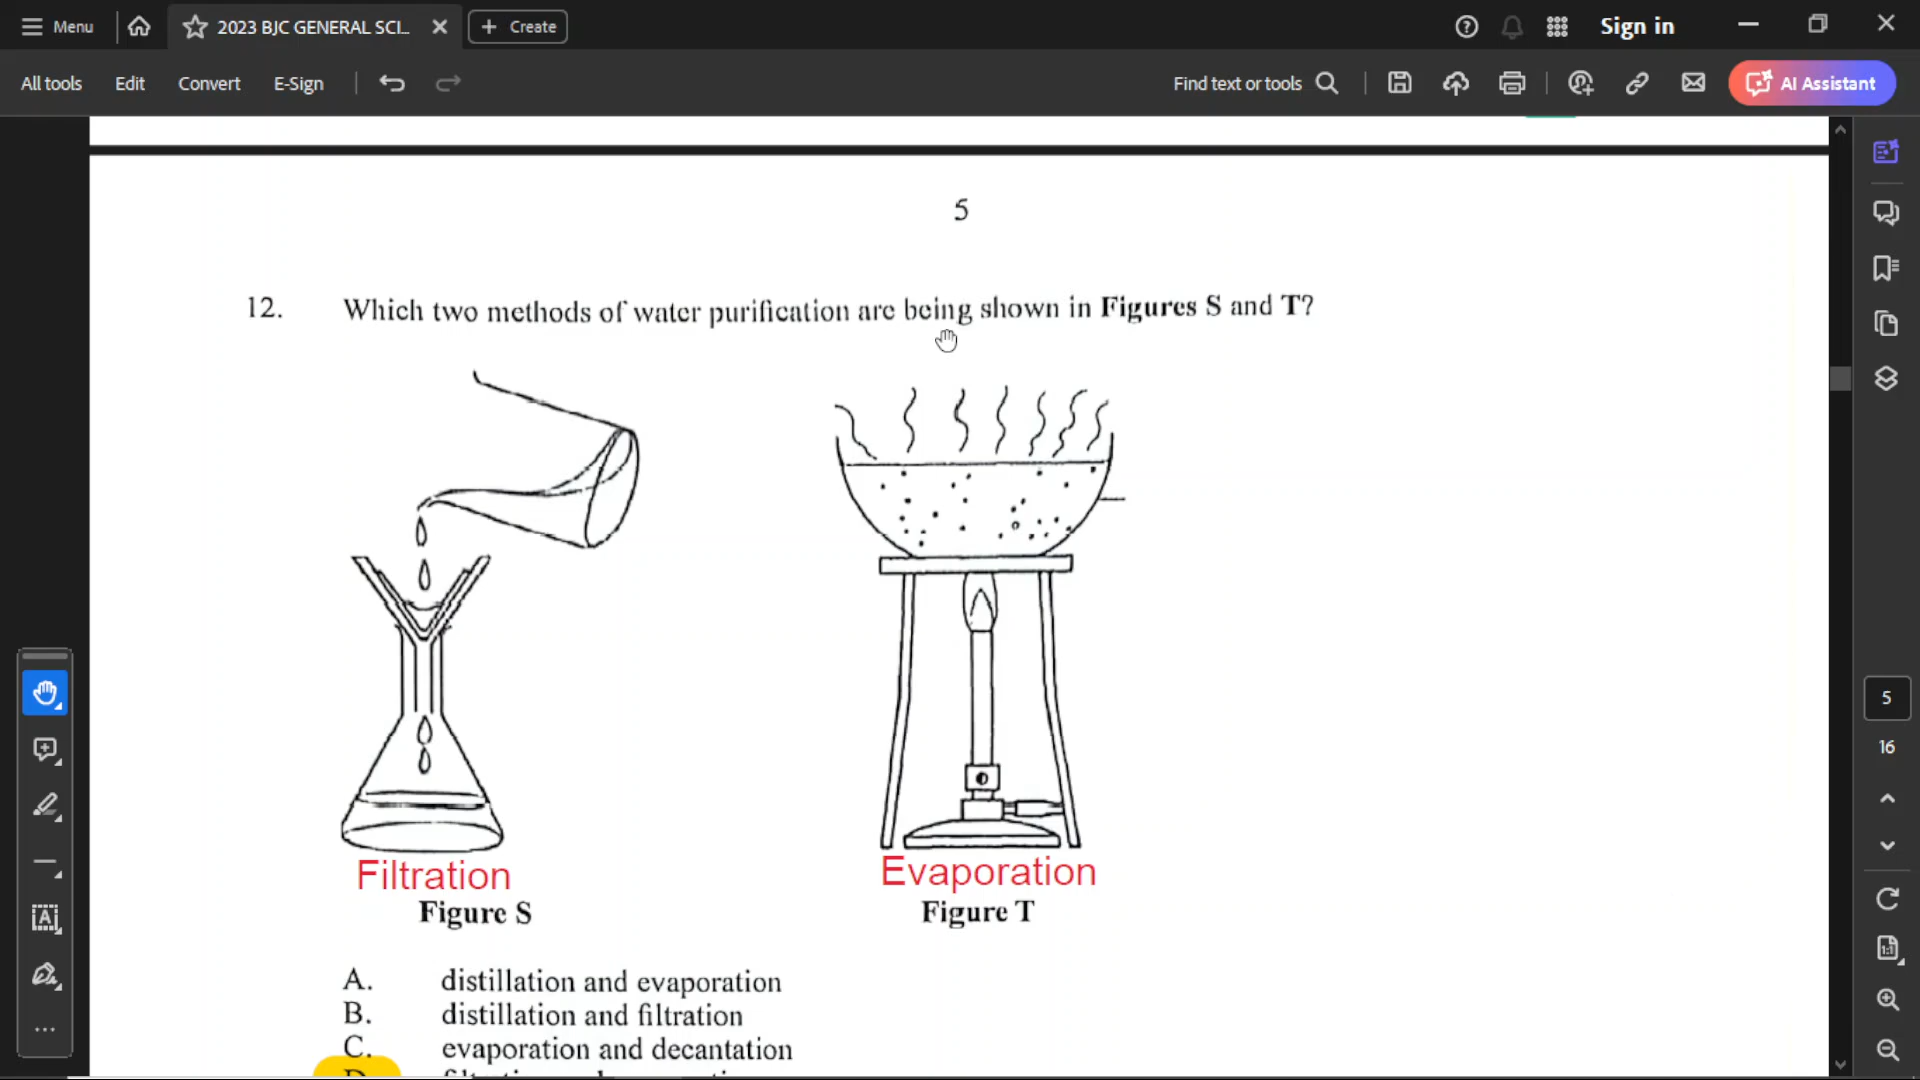 Menu
2023 BJC GENERAL SCI...
Create
Sign in
All tools
Edit
Convert
E-Sign
Find text or tools
AI Assistant
5
12. Which two methods of water purification are being shown in Figures S and T?
Filtration
Evaporation
Figure S
Figure T
A. distillation and evaporation
B. distillation and filtration
C. evaporation and decantation
D.
5
16